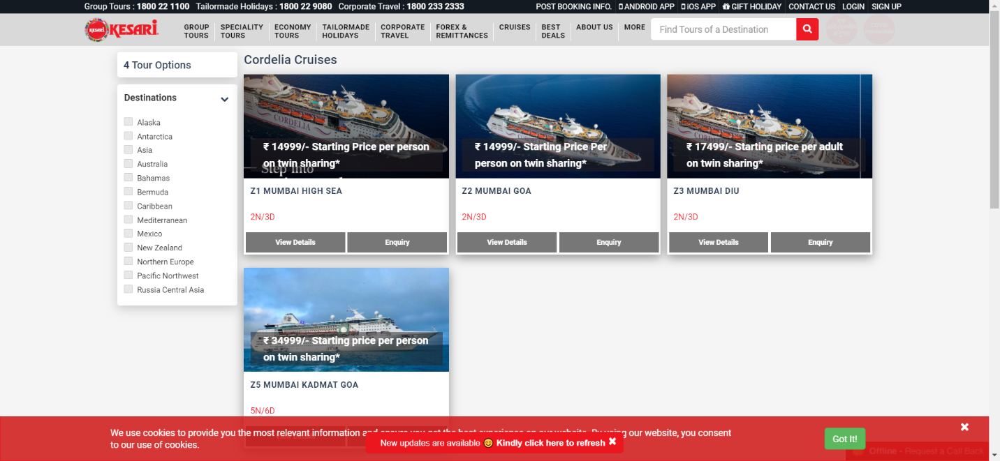 Group Tours : 1800 22 1100 Tailormade Holidays : 1800 22 9080 Corporate Travel : 1800 233 2333 POST BOOKING INFO. ANDROID APP iOS APP GIFT HOLIDAY CONTACT US LOGIN SIGN UP
KESARI KESARI
GROUP TOURS
SPECIALITY TOURS
ECONOMY TOURS
TAILORMADE HOLIDAYS
CORPORATE TRAVEL
FOREX & REMITTANCES
CRUISES
BEST DEALS
ABOUT US
MORE
Find Tours of a Destination
4 Tour Options
Destinations
Alaska
Antarctica
Asia
Australia
Bahamas
Bermuda
Caribbean
Mediterranean
Mexico
New Zealand
Northern Europe
Pacific Northwest
Russia Central Asia
Cordelia Cruises
CORDELIA
₹ 14999/- Starting Price per person
on twin sharing*
Step into
Z1 MUMBAI HIGH SEA
2N/3D
View Details Enquiry
₹ 14999/- Starting Price Per
person on twin sharing*
Z2 MUMBAI GOA
2N/3D
View Details Enquiry
₹ 17499/- Starting price per adult
on twin sharing*
Z3 MUMBAI DIU
2N/3D
View Details Enquiry
₹ 34999/- Starting price per person
on twin sharing*
Z5 MUMBAI KADMAT GOA
5N/6D
We use cookies to provide you the most relevant information and ensure you get the best experience on our website. By using our website, you consent
to our use of cookies.
Got It!
New updates are available 😊 Kindly click here to refresh ✖
Offline - Request a Call Back